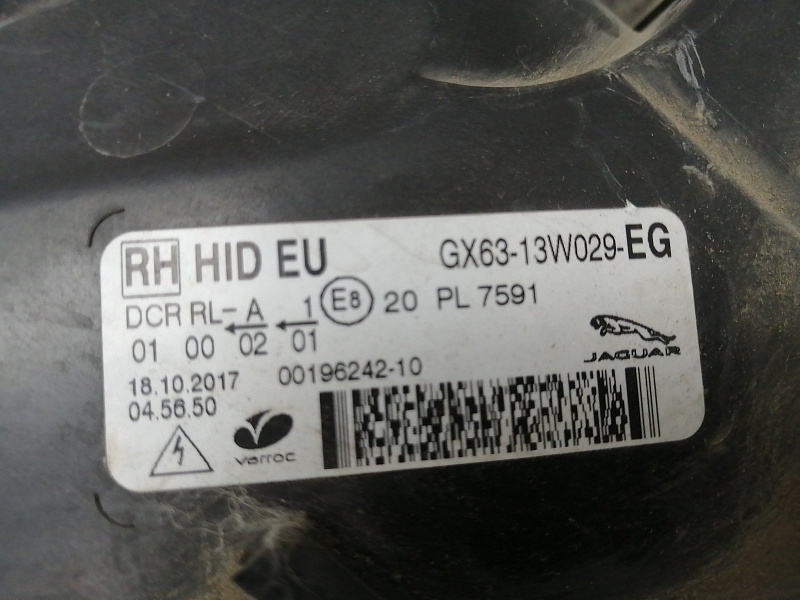 RH HID EU GX63-13W029-EG
DCR RL-A 1 E8 20 PL 7591
01 00 02 01
JAGUAR
18.10.2017 00196242-10
04.56.50
varroc